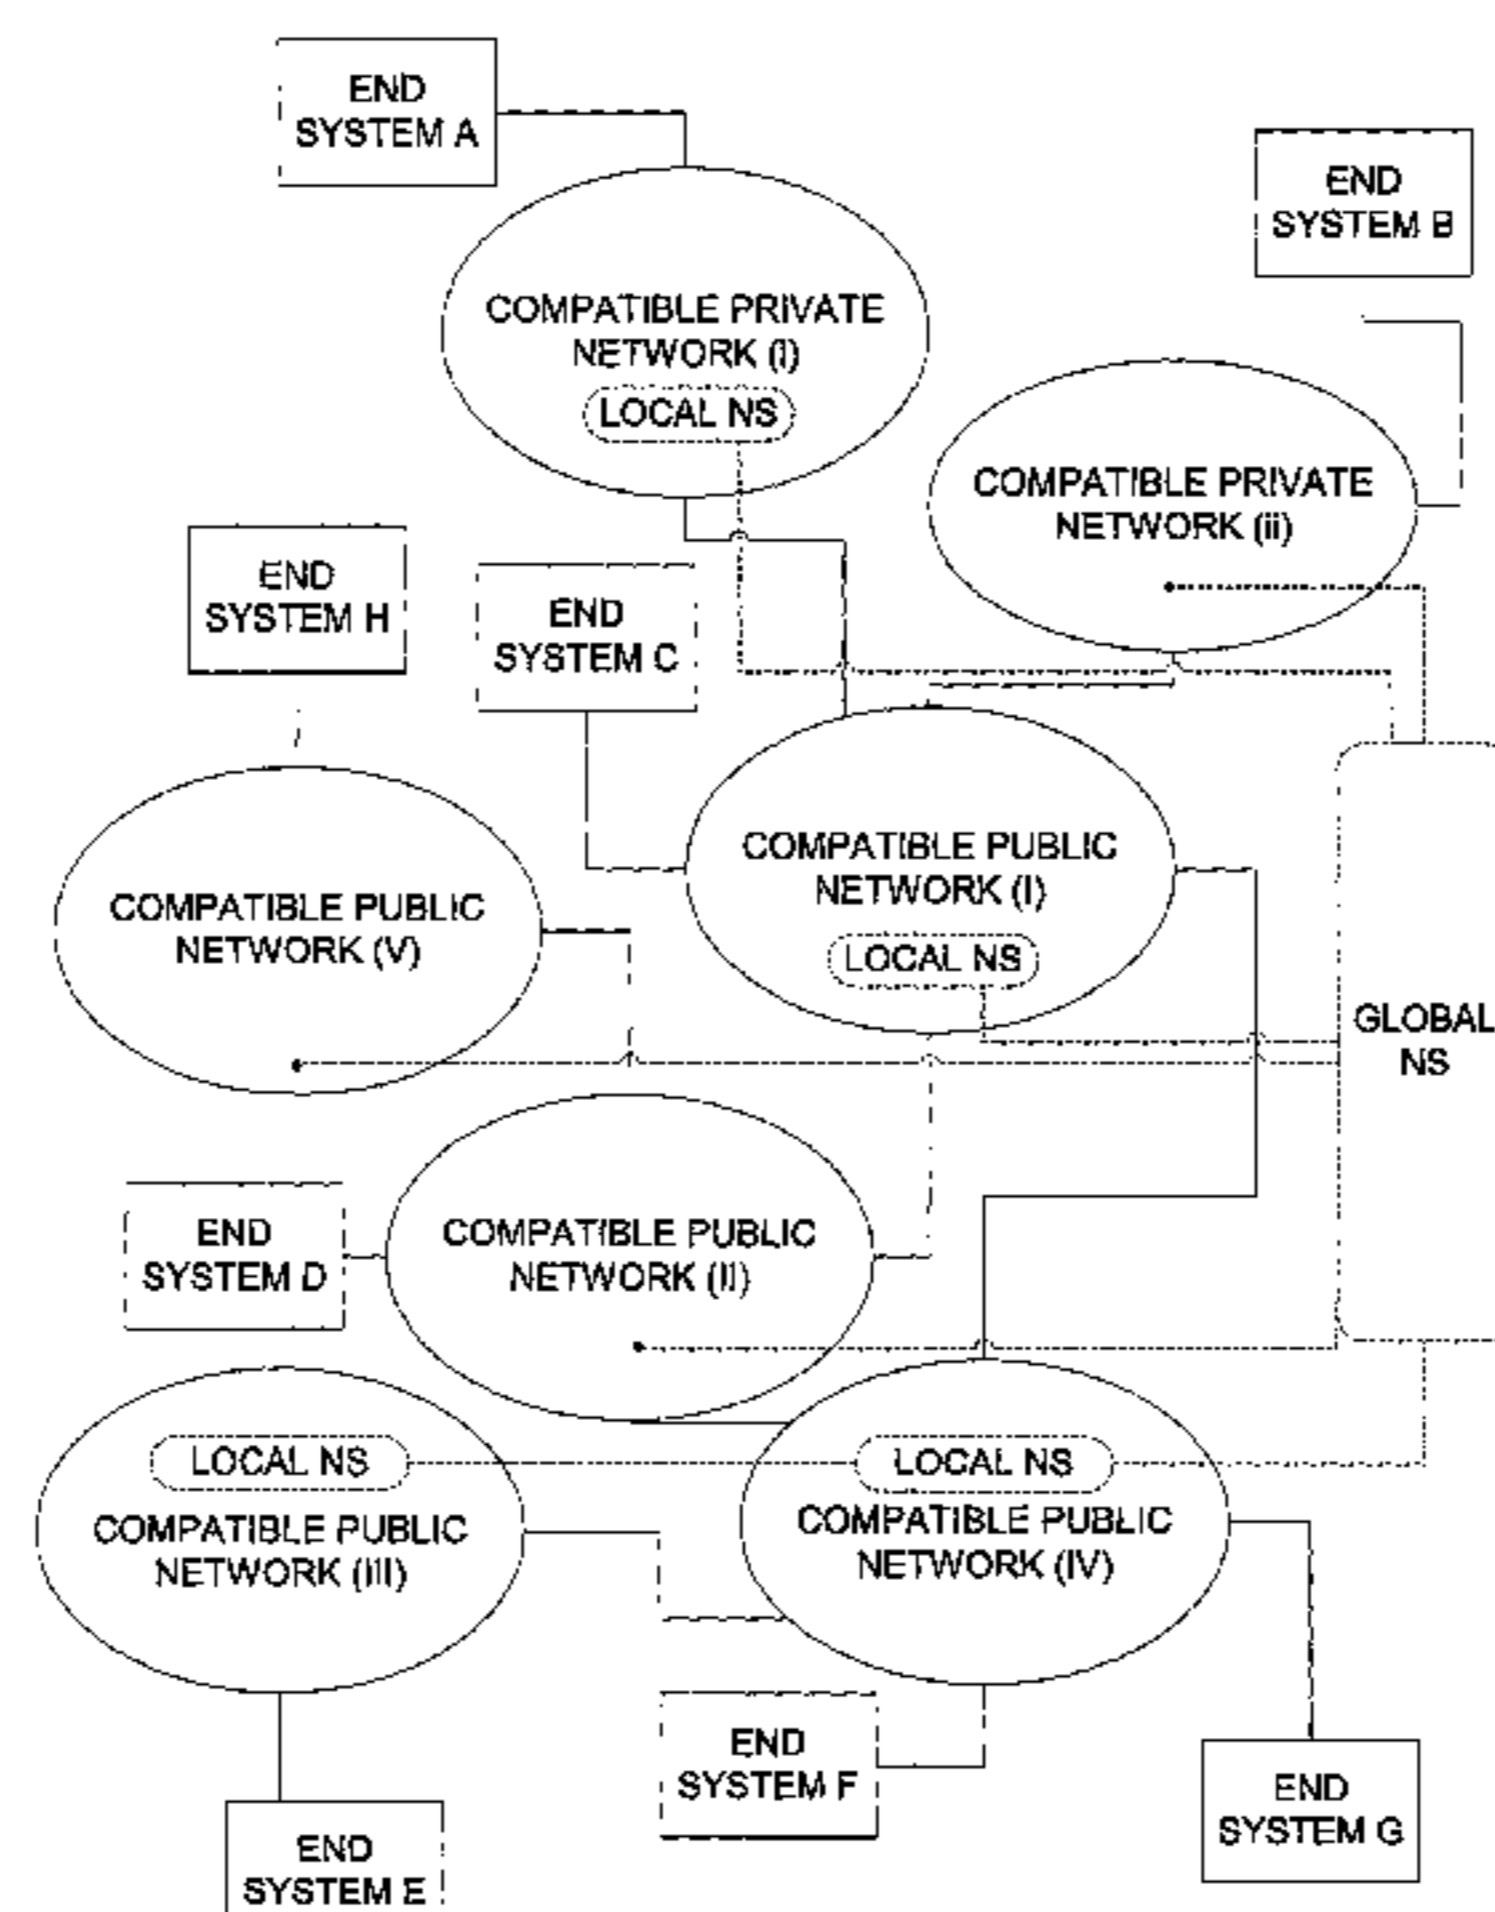 END
SYSTEM A
END
SYSTEM B
COMPATIBLE PRIVATE
NETWORK (i)
LOCAL NS
COMPATIBLE PRIVATE
NETWORK (ii)
END
SYSTEM H
END
SYSTEM C
COMPATIBLE PUBLIC
NETWORK (I)
LOCAL NS
COMPATIBLE PUBLIC
NETWORK (V)
GLOBAL
NS
END
SYSTEM D
COMPATIBLE PUBLIC
NETWORK (II)
LOCAL NS
COMPATIBLE PUBLIC
NETWORK (III)
LOCAL NS
COMPATIBLE PUBLIC
NETWORK (IV)
END
SYSTEM F
END
SYSTEM G
END
SYSTEM E